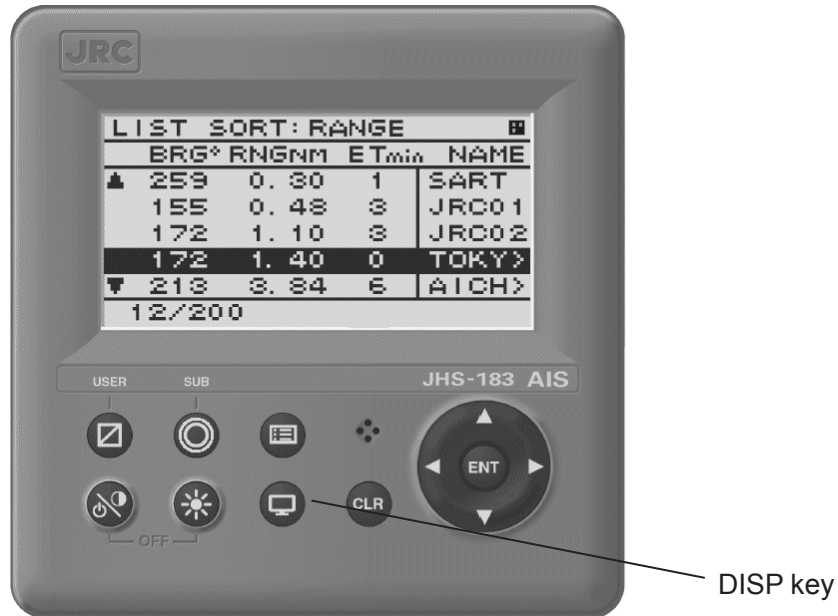 JRC
LIST SORT: RANGE
BRG° RNGNM ETmin NAME
259 0.30 1 SART
155 0.48 3 JRC01
172 1.10 3 JRC02
172 1.40 0 TOKY>
213 3.84 6 AICH>
12/200
JHS-183 AIS
USER SUB
ENT
CLR
OFF
DISP key